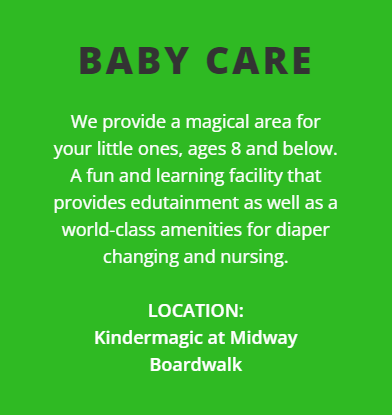 BABY CARE
We provide a magical area for
your little ones, ages 8 and below.
A fun and learning facility that
provides edutainment as well as a
world-class amenities for diaper
changing and nursing.
LOCATION:
Kindermagic at Midway
Boardwalk